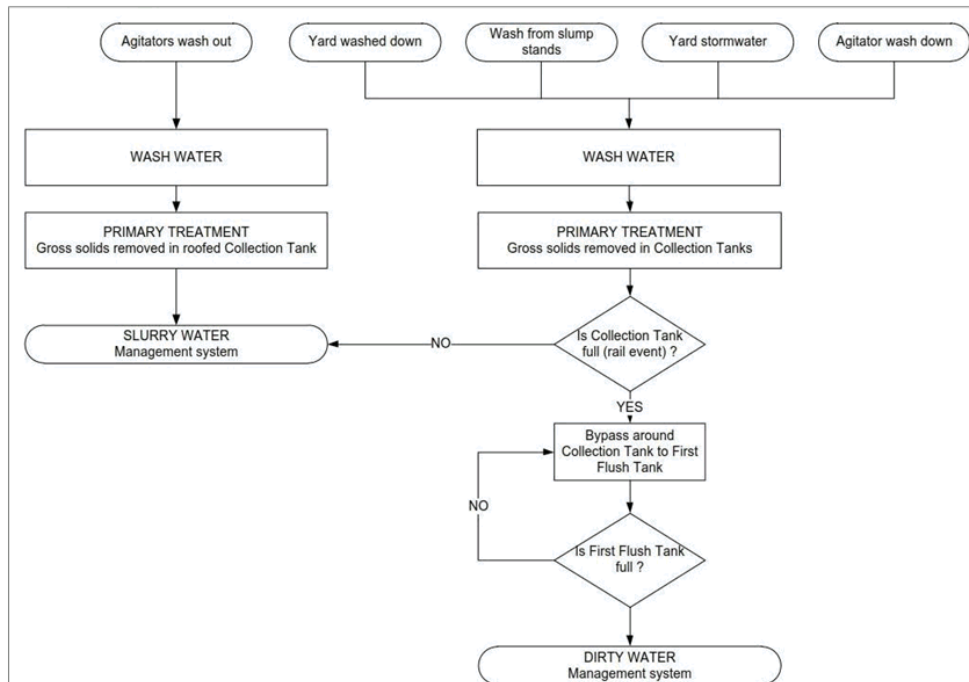 Agitators wash out
Yard washed down
Wash from slump
stands
Yard stormwater
Agitator wash down
WASH WATER
WASH WATER
PRIMARY TREATMENT
Gross solids removed in roofed Collection Tank
PRIMARY TREATMENT
Gross solids removed in Collection Tanks
SLURRY WATER
Management system
NO
Is Collection Tank
full (rail event) ?
YES
Bypass around
Collection Tank to First
Flush Tank
NO
Is First Flush Tank
full ?
DIRTY WATER
Management system